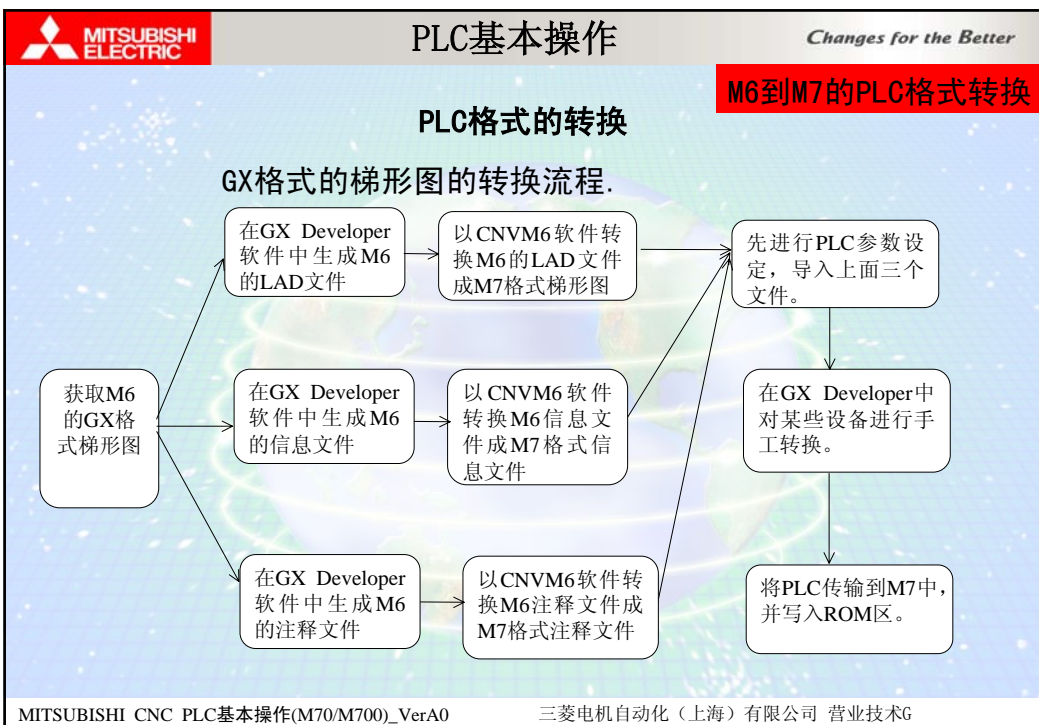 MITSUBISHI
ELECTRIC
PLC基本操作
Changes for the Better
M6到M7的PLC格式转换
PLC格式的转换
GX格式的梯形图的转换流程.
获取M6
的GX格
式梯形图
在GX Developer
软件中生成M6
的LAD文件
以CNVM6软件转
换M6的LAD文件
成M7格式梯形图
在GX Developer
软件中生成M6
的信息文件
以CNVM6软件
转换M6信息文
件成M7格式信
息文件
在GX Developer
软件中生成M6
的注释文件
以CNVM6软件转
换M6注释文件成
M7格式注释文件
先进行PLC参数设
定，导入上面三个
文件。
在GX Developer中
对某些设备进行手
工转换。
将PLC传输到M7中，
并写入ROM区。
MITSUBISHI CNC PLC基本操作(M70/M700)_VerA0
三菱电机自动化（上海）有限公司 营业技术G